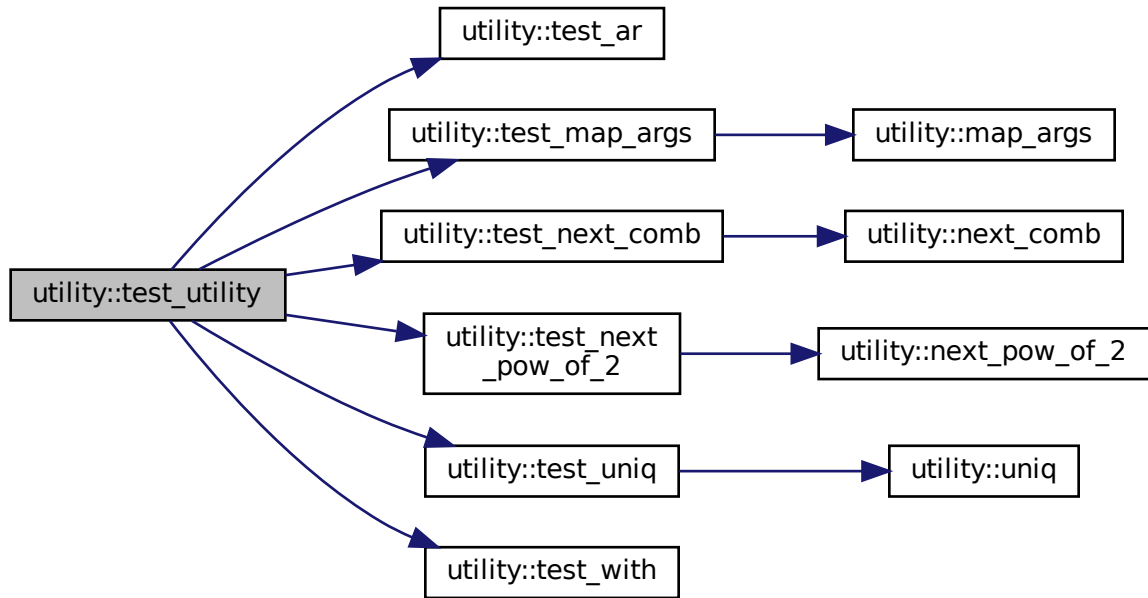 utility::test_ar
utility::test_map_args
utility::map_args
utility::test_next_comb
utility::next_comb
utility::test_utility
utility::test_next
_pow_of_2
utility::next_pow_of_2
utility::test_uniq
utility::uniq
utility::test_with